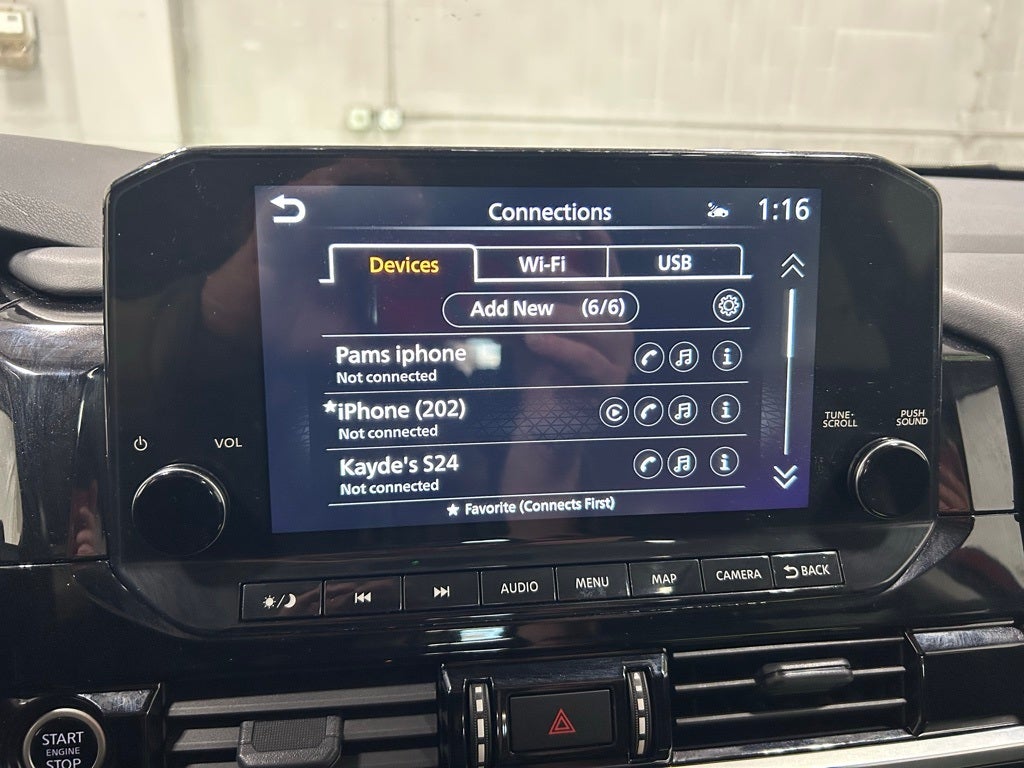 Connections 1:16
Devices Wi-Fi USB
Add New (6/6)
Pams iphone
Not connected
iPhone (202)
Not connected
Kayde's S24
Not connected
Favorite (Connects First)
VOL
TUNE·
SCROLL
PUSH
SOUND
AUDIO MENU MAP CAMERA BACK
START
ENGINE
STOP